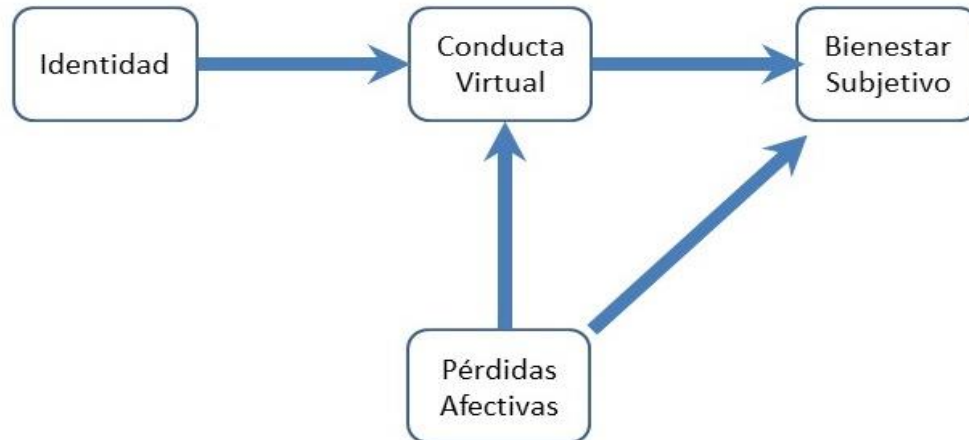 Identidad
Conducta
Virtual
Bienestar
Subjetivo
Pérdidas
Afectivas